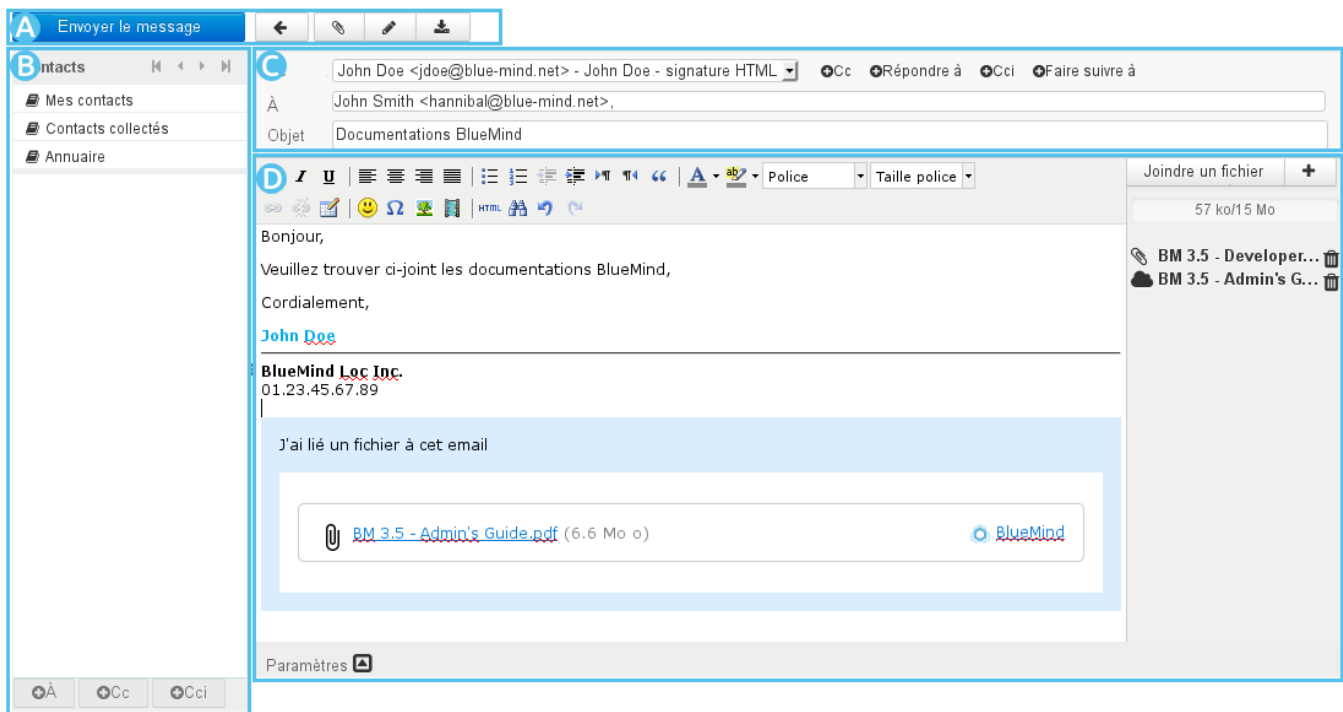 A Envoyer le message
B ntacts
Mes contacts
Contacts collectés
Annuaire
À Cc Cci
C John Doe <jdoe@blue-mind.net> - John Doe - signature HTML Cc Répondre à Cci Faire suivre à
À John Smith <hannibal@blue-mind.net>,
Objet Documentations BlueMind
D I U A ab Police Taille police
Ω HTML
Bonjour,
Veuillez trouver ci-joint les documentations BlueMind,
Cordialement,
John Doe
BlueMind Loc Inc.
01.23.45.67.89
J'ai lié un fichier à cet email
BM 3.5 - Admin's Guide.pdf (6.6 Mo o) BlueMind
Paramètres
Joindre un fichier +
57 ko/15 Mo
BM 3.5 - Developer...
BM 3.5 - Admin's G...